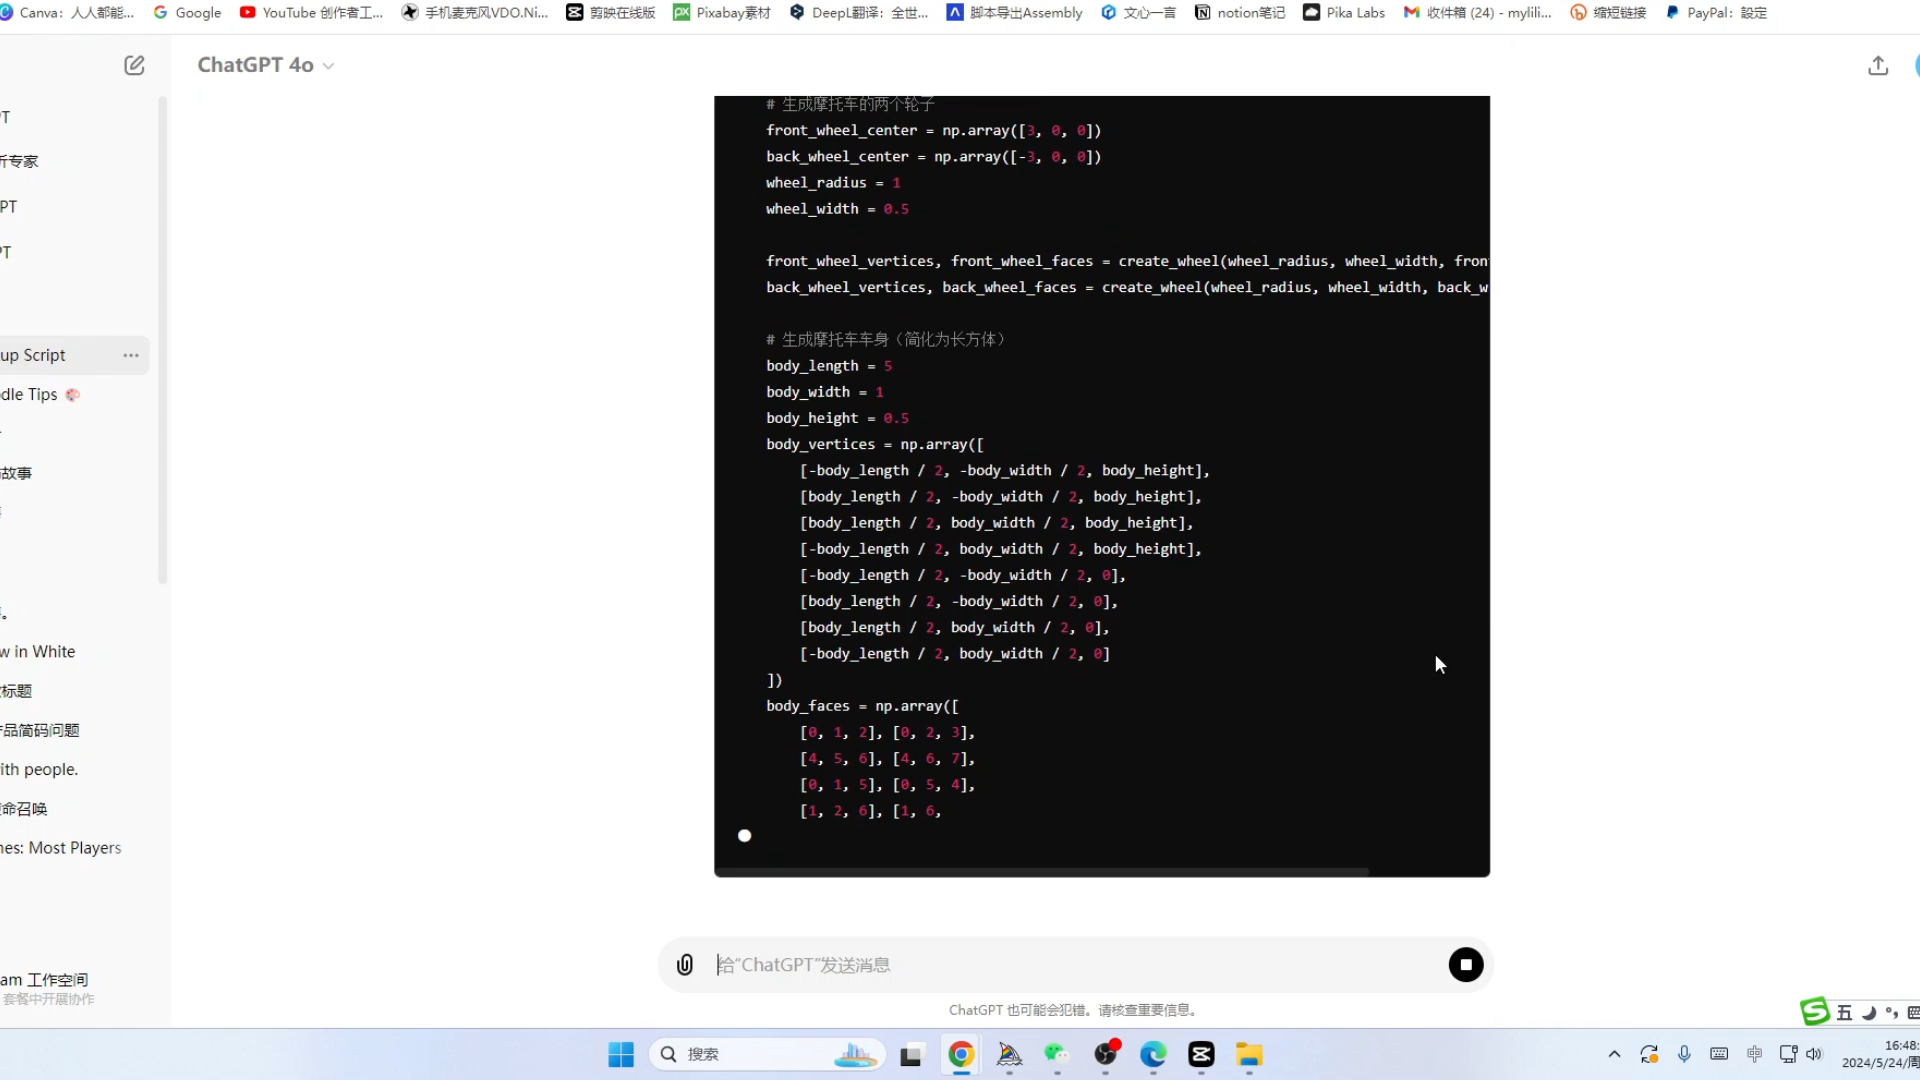 Canva：人人都能...
Google
YouTube 创作者工...
手机麦克风VDO.Ni...
剪映在线版
Pixabay素材
DeepL翻译：全世...
脚本导出Assembly
文心一言
notion笔记
Pika Labs
收件箱 (24) - mylili...
缩短链接
PayPal：設定
ChatGPT 4o
析专家
PT
up Script
dle Tips
故事
w in White
标题
品简码问题
ith people.
命召唤
nes: Most Players
am 工作空间
套餐中开展协作
# 生成摩托车的两个轮子
front_wheel_center = np.array([3, 0, 0])
back_wheel_center = np.array([-3, 0, 0])
wheel_radius = 1
wheel_width = 0.5
front_wheel_vertices, front_wheel_faces = create_wheel(wheel_radius, wheel_width, fron
back_wheel_vertices, back_wheel_faces = create_wheel(wheel_radius, wheel_width, back_w
# 生成摩托车车身（简化为长方体）
body_length = 5
body_width = 1
body_height = 0.5
body_vertices = np.array([
[-body_length / 2, -body_width / 2, body_height],
[body_length / 2, -body_width / 2, body_height],
[body_length / 2, body_width / 2, body_height],
[-body_length / 2, body_width / 2, body_height],
[-body_length / 2, -body_width / 2, 0],
[body_length / 2, -body_width / 2, 0],
[body_length / 2, body_width / 2, 0],
[-body_length / 2, body_width / 2, 0]
])
body_faces = np.array([
[0, 1, 2], [0, 2, 3],
[4, 5, 6], [4, 6, 7],
[0, 1, 5], [0, 5, 4],
[1, 2, 6], [1, 6,
给“ChatGPT”发送消息
ChatGPT 也可能会犯错。请核查重要信息。
五
搜索
中
16:48:
2024/5/24/周